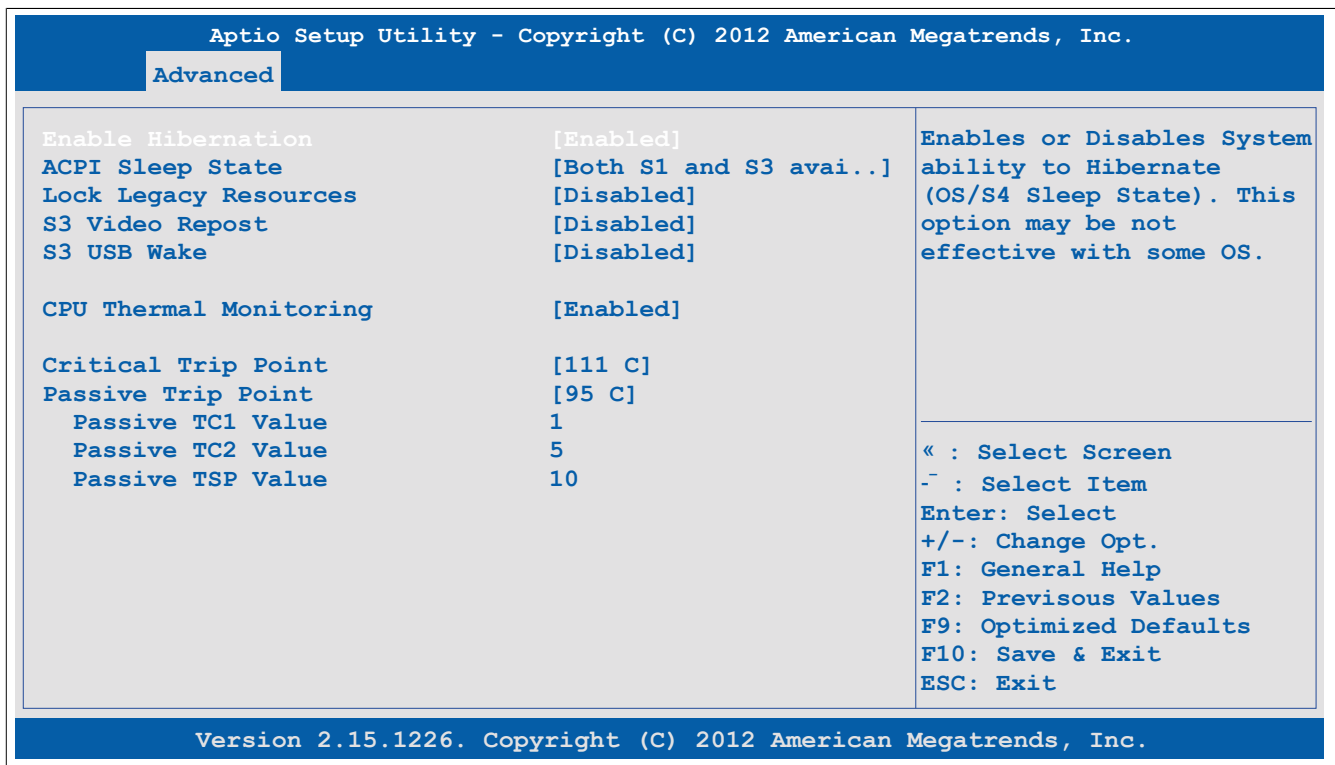 Aptio Setup Utility - Copyright (C) 2012 American Megatrends, Inc.
Advanced
Enable Hibernation [Enabled]
ACPI Sleep State [Both S1 and S3 avai..]
Lock Legacy Resources [Disabled]
S3 Video Repost [Disabled]
S3 USB Wake [Disabled]
CPU Thermal Monitoring [Enabled]
Critical Trip Point [111 C]
Passive Trip Point [95 C]
Passive TC1 Value 1
Passive TC2 Value 5
Passive TSP Value 10
Enables or Disables System
ability to Hibernate
(OS/S4 Sleep State). This
option may be not
effective with some OS.
« : Select Screen
-¯ : Select Item
Enter: Select
+/-: Change Opt.
F1: General Help
F2: Previsous Values
F9: Optimized Defaults
F10: Save & Exit
ESC: Exit
Version 2.15.1226. Copyright (C) 2012 American Megatrends, Inc.